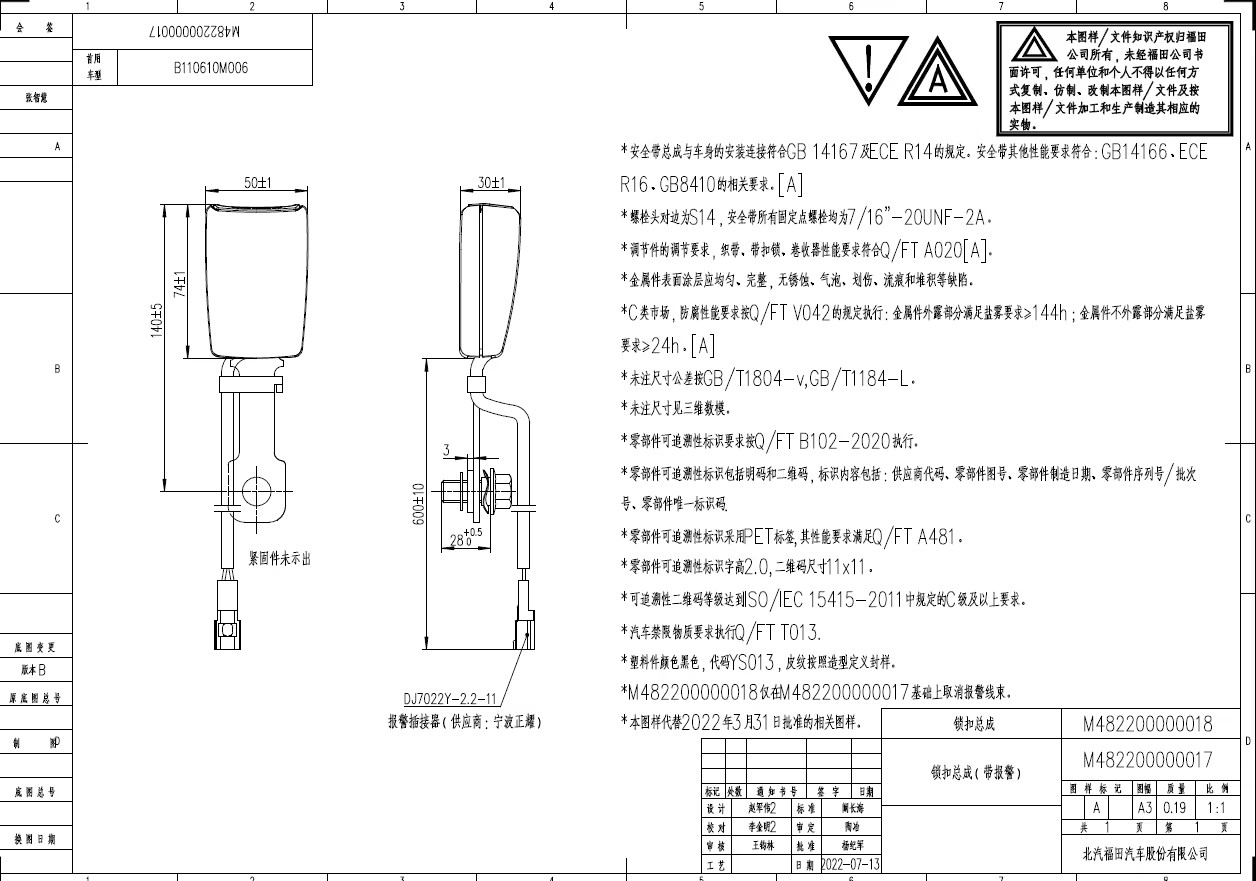 1 2 3 4 5 6 7 8
会 签
M482200000017
首用
车型
B110610M006
张智慧
A
B
C
D
底 图 变 更
版本 B
原 底 图 总 号
制 图
底 图 总 号
换 图 日 期
本图样/文件知识产权归福田
公司所有，未经福田公司书
面许可，任何单位和个人不得以任何方
式复制、仿制、改制本图样/文件及按
本图样/文件加工和生产制造其相应的
实物。
!
A
50±1
30±1
74±1
140±5
600±10
3
28 +0.5 0
紧固件未示出
DJ7022Y-2.2-11
报警插接器(供应商:宁波正耀)
*安全带总成与车身的安装连接符合GB 14167及ECE R14的规定。安全带其他性能要求符合:GB14166、ECE
R16、GB8410的相关要求。[A]
*螺栓头对边为S14，安全带所有固定点螺栓均为7/16"-20UNF-2A。
*调节件的调节要求，织带、带扣锁、卷收器性能要求符合Q/FT A020[A]。
*金属件表面涂层应均匀、完整，无锈蚀、气泡、划伤、流痕和堆积等缺陷。
*C类市场，防腐性能要求按Q/FT V042的规定执行:金属件外露部分满足盐雾要求≥144h;金属件不外露部分满足盐雾
要求≥24h。[A]
*未注尺寸公差按GB/T1804-v,GB/T1184-L。
*未注尺寸见三维数模。
*零部件可追溯性标识要求按Q/FT B102-2020执行。
*零部件可追溯性标识包括明码和二维码，标识内容包括:供应商代码、零部件图号、零部件制造日期、零部件序列号/批次
号、零部件唯一标识码.
*零部件可追溯性标识采用PET标签,其性能要求满足Q/FT A481。
*零部件可追溯性标识字高2.0,二维码尺寸11x11。
*可追溯性二维码等级达到ISO/IEC 15415-2011中规定的C级及以上要求。
*汽车禁限物质要求执行Q/FT T013.
*塑料件颜色黑色，代码YS013，皮纹按照造型定义封样。
*M482200000018仅在M482200000017基础上取消报警线束。
*本图样代替2022年3月31日批准的相关图样。
锁扣总成
M482200000018
锁扣总成(带报警)
M482200000017
标记 处数 通 知 书 号 签 字 日期
设 计 赵军伟2 标 准 阚长海
校 对 李金明2 审 定 陶冶
审 核 王钧林 批 准 杨纪军
工 艺 日 期 2022-07-13
图 样 标 记 图幅 质 量 比 例
A A3 0.19 1:1
共 1 页 第 1 页
北汽福田汽车股份有限公司
A
B
C
D
1 2 3 4 5 6 7 8